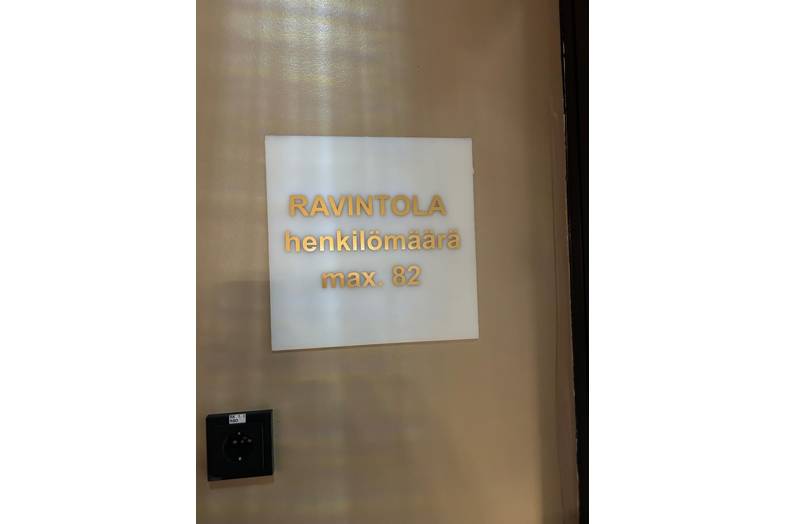 RAVINTOLA
henkilömäärä
max. 82